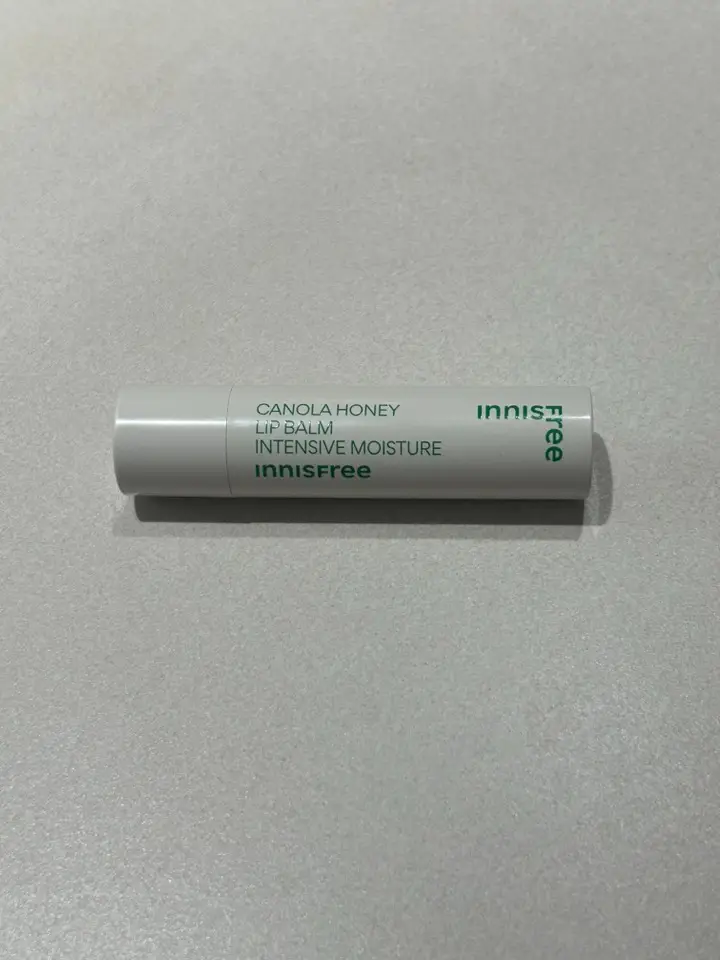 CANOLA HONEY
LIP BALM
INTENSIVE MOISTURE
INNISFree
INNISFree